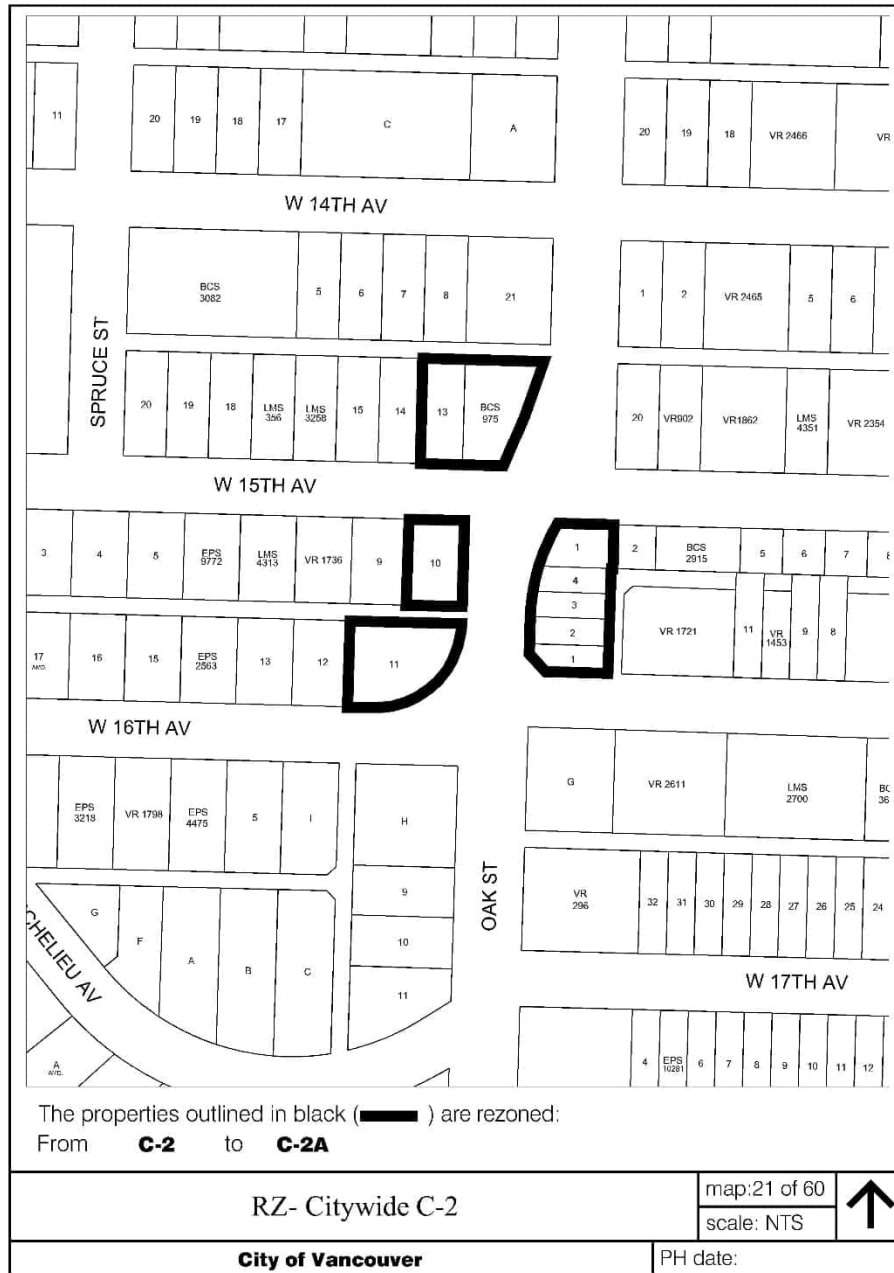 11 20 19 18 17 C A 20 19 18 VR 2466 VR
W 14TH AV
BCS 3082 5 6 7 8 21 1 2 VR 2465 5 6
SPRUCE ST
20 19 18 LMS 356 LMS 3258 15 14 13 BCS 975 20 VR902 VR1862 LMS 4351 VR 2354
W 15TH AV
3 4 5 EPS 9772 LMS 4313 VR 1736 9 10 1 2 BCS 2915 5 6 7 8
4
3
2
1
VR 1721 11 VR 1453 9 8
17 AMD. 16 15 EPS 2563 13 12 11
W 16TH AV
EPS 3218 VR 1798 EPS 4475 5 I H G VR 2611 LMS 2700 BC 36
9
10
11
OAK ST
VR 296 32 31 30 29 28 27 26 25 24
G F A B C
CHELIEU AV
W 17TH AV
A AMD. 4 EPS 10281 6 7 8 9 10 11 12
The properties outlined in black ( ) are rezoned:
From C-2 to C-2A
RZ- Citywide C-2
map:21 of 60
scale: NTS
City of Vancouver
PH date: